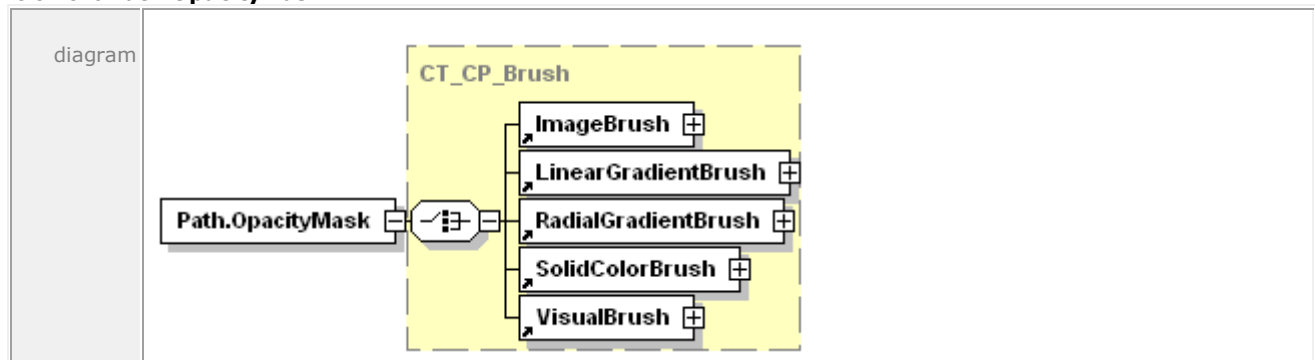 diagram
CT_CP_Brush
ImageBrush
LinearGradientBrush
Path.OpacityMask
RadialGradientBrush
SolidColorBrush
VisualBrush